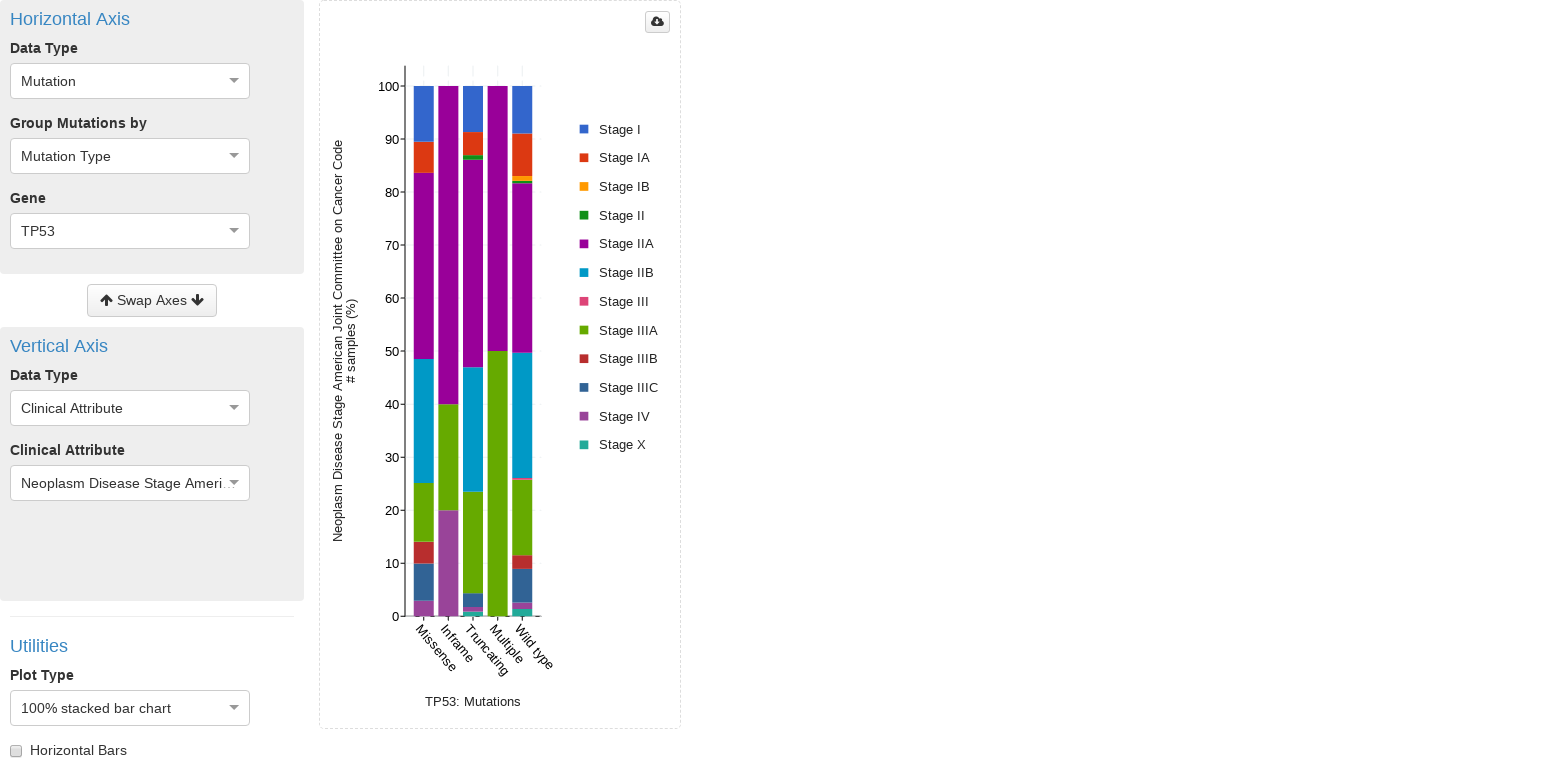 Horizontal Axis
Data Type
Mutation
Group Mutations by
Mutation Type
Gene
TP53
Swap Axes
Vertical Axis
Data Type
Clinical Attribute
Clinical Attribute
Neoplasm Disease Stage Ameri...
Utilities
Plot Type
100% stacked bar chart
Horizontal Bars
Neoplasm Disease Stage American Joint Committee on Cancer Code
# samples (%)
100
90
80
70
60
50
40
30
20
10
0
Missense
Inframe
Truncating
Multiple
Wild type
TP53: Mutations
Stage I
Stage IA
Stage IB
Stage II
Stage IIA
Stage IIB
Stage III
Stage IIIA
Stage IIIB
Stage IIIC
Stage IV
Stage X